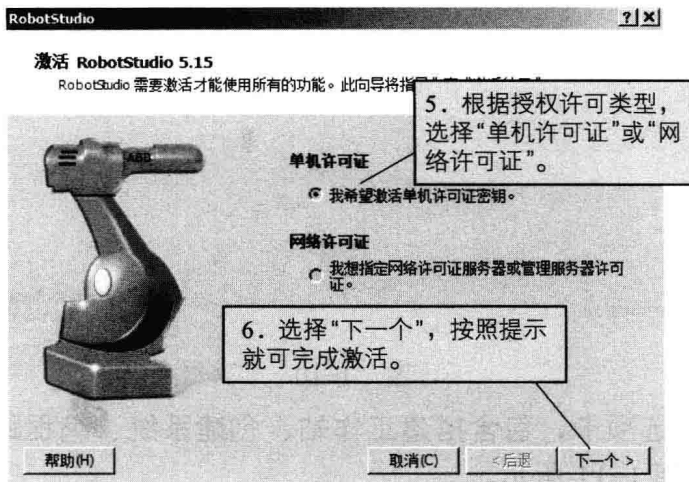 RobotStudio
激活 RobotStudio 5.15
RobotStudio 需要激活才能使用所有的功能。此向导将指
5. 根据授权许可类型，
选择“单机许可证”或“网
络许可证”。
ABB
单机许可证
我希望激活单机许可证密钥。
网络许可证
我想指定网络许可证服务器或管理服务器许可
证。
6. 选择“下一个”，按照提示
就可完成激活。
帮助(H)
取消(C)
<后退
下一个 >